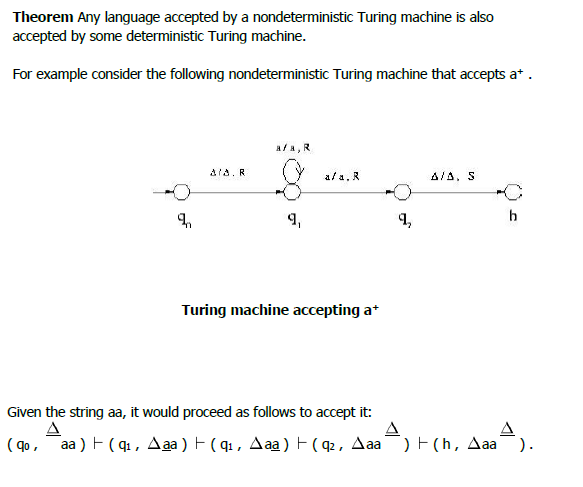 Theorem Any language accepted by a nondeterministic Turing machine is also
accepted by some deterministic Turing machine.
For example consider the following nondeterministic Turing machine that accepts a⁺ .
a/a,R
Δ/Δ,R a/a,R Δ/Δ, S
q₀ q₁ q₂ h
Turing machine accepting a⁺
Given the string aa, it would proceed as follows to accept it:
( q₀ , Δ̲aa ) ⊢ ( q₁ , Δa̲a ) ⊢ ( q₁ , Δaa̲ ) ⊢ ( q₂ , ΔaaΔ̲ ) ⊢ ( h, ΔaaΔ̲ ).